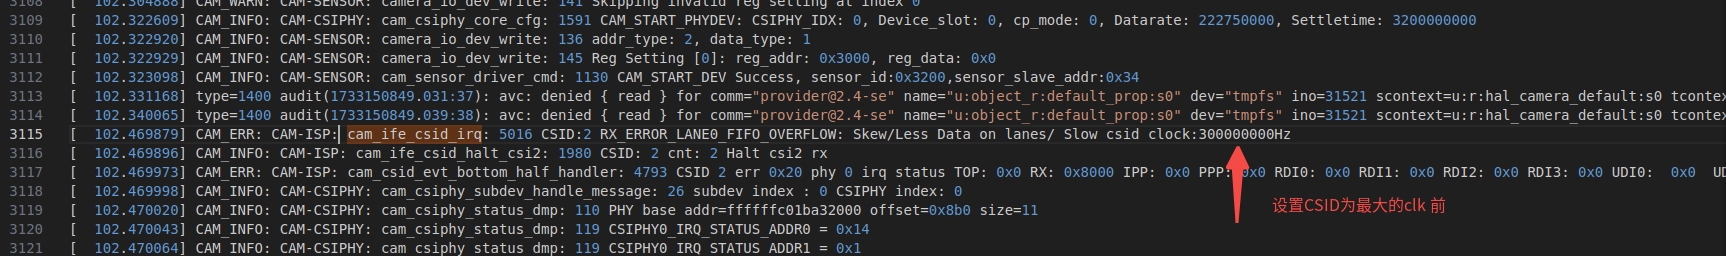 3108 [ 102.304888] CAM_WARN: CAM-SENSOR: camera_io_dev_write: 141 Skipping invalid reg setting at index 0
3109 [ 102.322609] CAM_INFO: CAM-CSIPHY: cam_csiphy_core_cfg: 1591 CAM_START_PHYDEV: CSIPHY_IDX: 0, Device_slot: 0, cp_mode: 0, Datarate: 222750000, Settletime: 3200000000
3110 [ 102.322920] CAM_INFO: CAM-SENSOR: camera_io_dev_write: 136 addr_type: 2, data_type: 1
3111 [ 102.322929] CAM_INFO: CAM-SENSOR: camera_io_dev_write: 145 Reg Setting [0]: reg_addr: 0x3000, reg_data: 0x0
3112 [ 102.323098] CAM_INFO: CAM-SENSOR: cam_sensor_driver_cmd: 1130 CAM_START_DEV Success, sensor_id:0x3200,sensor_slave_addr:0x34
3113 [ 102.331168] type=1400 audit(1733150849.031:37): avc: denied { read } for comm="provider@2.4-se" name="u:object_r:default_prop:s0" dev="tmpfs" ino=31521 scontext=u:r:hal_camera_default:s0 tcontex
3114 [ 102.340065] type=1400 audit(1733150849.039:38): avc: denied { read } for comm="provider@2.4-se" name="u:object_r:default_prop:s0" dev="tmpfs" ino=31521 scontext=u:r:hal_camera_default:s0 tcontex
3115 [ 102.469879] CAM_ERR: CAM-ISP: cam_ife_csid_irq: 5016 CSID:2 RX_ERROR_LANE0_FIFO_OVERFLOW: Skew/Less Data on lanes/ Slow csid clock:300000000Hz
3116 [ 102.469896] CAM_INFO: CAM-ISP: cam_ife_csid_halt_csi2: 1980 CSID: 2 cnt: 2 Halt csi2 rx
3117 [ 102.469973] CAM_ERR: CAM-ISP: cam_csid_evt_bottom_half_handler: 4793 CSID 2 err 0x20 phy 0 irq status TOP: 0x0 RX: 0x8000 IPP: 0x0 PPP: 0x0 RDI0: 0x0 RDI1: 0x0 RDI2: 0x0 RDI3: 0x0 UDI0: 0x0 UD
3118 [ 102.469998] CAM_INFO: CAM-CSIPHY: cam_csiphy_subdev_handle_message: 26 subdev index : 0 CSIPHY index: 0
3119 [ 102.470020] CAM_INFO: CAM-CSIPHY: cam_csiphy_status_dmp: 110 PHY base addr=ffffffc01ba32000 offset=0x8b0 size=11
设置CSID为最大的clk 前
3120 [ 102.470043] CAM_INFO: CAM-CSIPHY: cam_csiphy_status_dmp: 119 CSIPHY0_IRQ_STATUS_ADDR0 = 0x14
3121 [ 102.470064] CAM_INFO: CAM-CSIPHY: cam_csiphy_status_dmp: 119 CSIPHY0_IRQ_STATUS_ADDR1 = 0x1